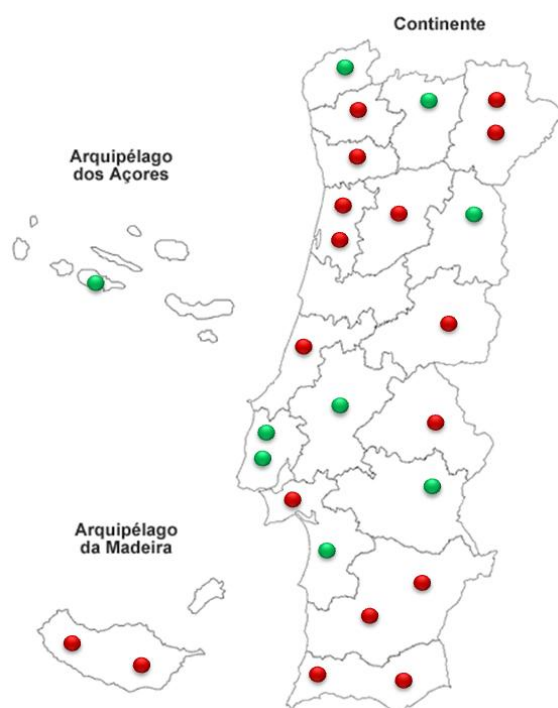 Continente
Arquipélago
dos Açores
Arquipélago
da Madeira